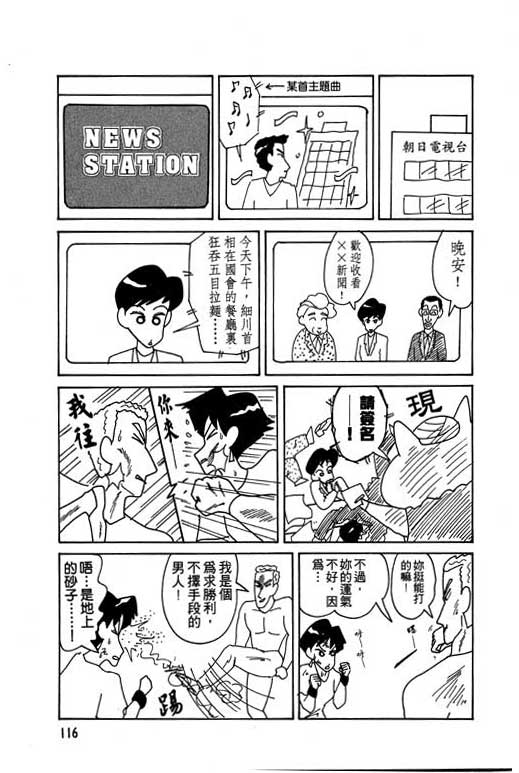 朝日電視台
←某首主題曲
NEWS
STATION
晚安！
歡迎收看
××新聞！
今天下午，細川首
相在國會的餐廳裏
狂吞五目拉麵……
現
請簽名
——！
你來
我往
妳挺能打
的嘛！
不過，
妳的運氣
不好，因
爲…
我是個
爲求勝利，
不擇手段的
男人！
踢
唔…是地上
的砂子……！
116